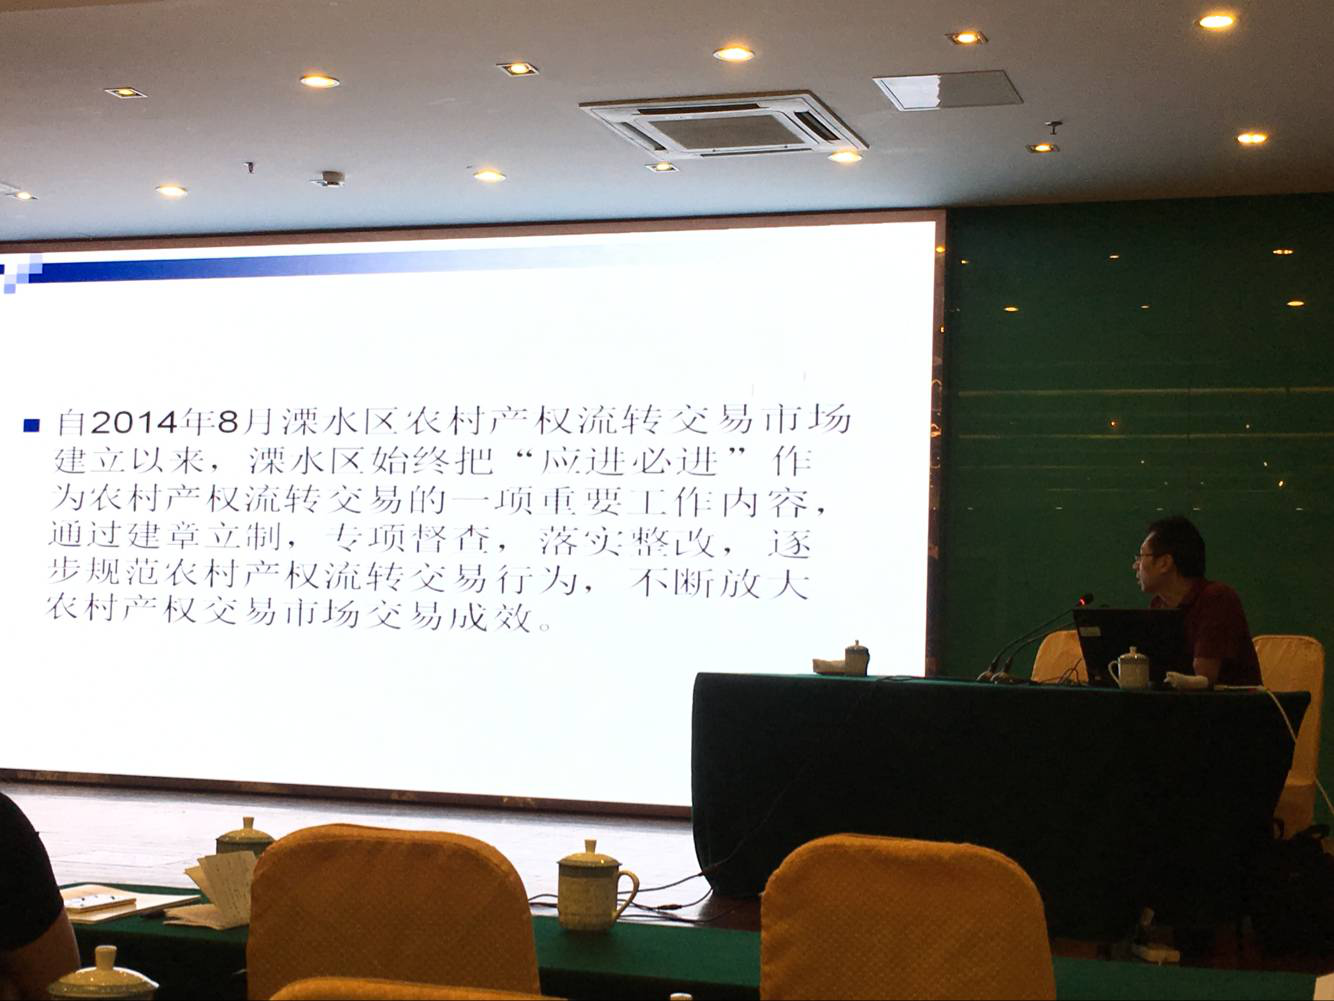 自2014年8月溧水区农村产权流转交易市场
建立以来，溧水区始终把“应进必进”作
为农村产权流转交易的一项重要工作内容，
通过建章立制，专项督查，落实整改，逐
步规范农村产权流转交易行为，不断放大
农村产权交易市场交易成效。